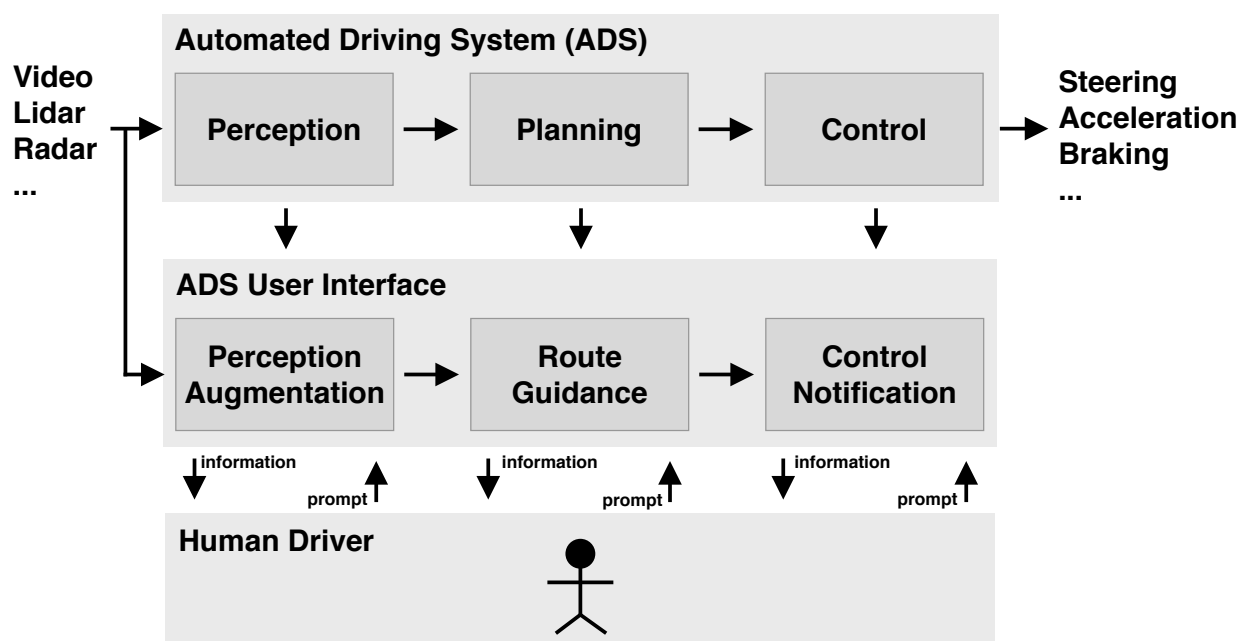 Automated Driving System (ADS)
Video
Lidar
Radar
...
Perception
Planning
Control
Steering
Acceleration
Braking
...
ADS User Interface
Perception
Augmentation
Route
Guidance
Control
Notification
information
prompt
information
prompt
information
prompt
Human Driver